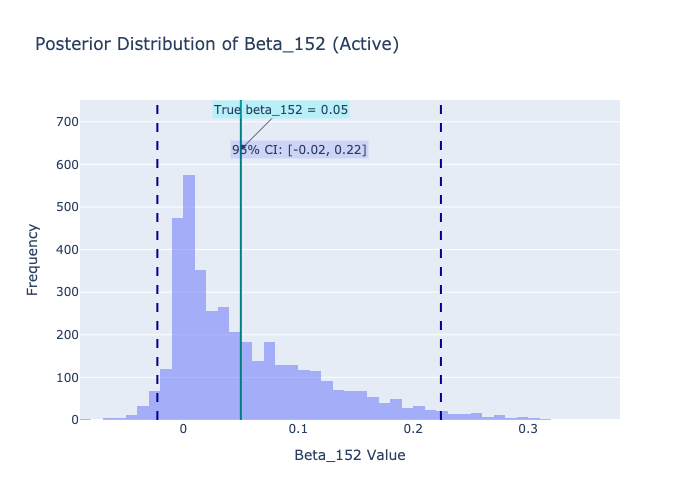 Posterior Distribution of Beta_152 (Active)
True beta_152 = 0.05
95% CI: [-0.02, 0.22]
700
600
500
400
300
200
100
0
Frequency
0
0.1
0.2
0.3
Beta_152 Value